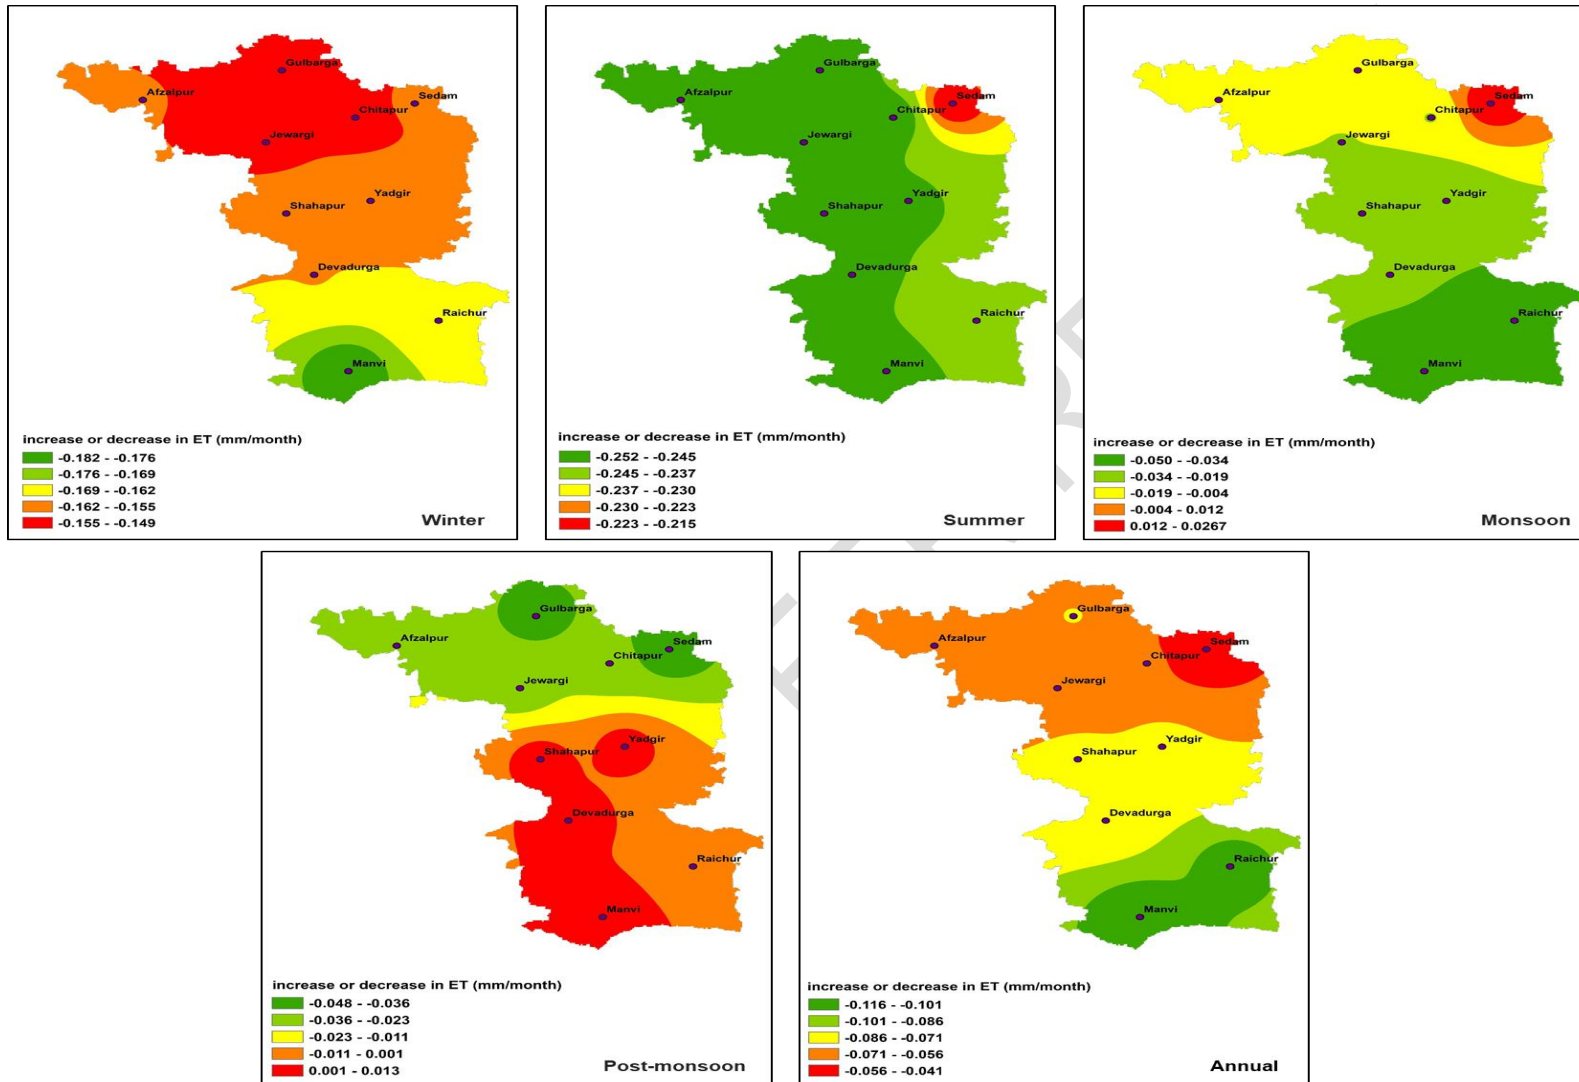 Gulbarga
Afzalpur
Sedam
Chitapur
Jewargi
Yadgir
Shahapur
Devadurga
Raichur
Manvi
increase or decrease in ET (mm/month)
-0.182 - -0.176
-0.176 - -0.169
-0.169 - -0.162
-0.162 - -0.155
-0.155 - -0.149
Winter
Gulbarga
Afzalpur
Sedam
Chitapur
Jewargi
Yadgir
Shahapur
Devadurga
Raichur
Manvi
increase or decrease in ET (mm/month)
-0.252 - -0.245
-0.245 - -0.237
-0.237 - -0.230
-0.230 - -0.223
-0.223 - -0.215
Summer
Gulbarga
Afzalpur
Sedam
Chitapur
Jewargi
Yadgir
Shahapur
Devadurga
Raichur
Manvi
increase or decrease in ET (mm/month)
-0.050 - -0.034
-0.034 - -0.019
-0.019 - -0.004
-0.004 - 0.012
0.012 - 0.0267
Monsoon
Gulbarga
Afzalpur
Sedam
Chitapur
Jewargi
Yadgir
Shahapur
Devadurga
Raichur
Manvi
increase or decrease in ET (mm/month)
-0.048 - -0.036
-0.036 - -0.023
-0.023 - -0.011
-0.011 - 0.001
0.001 - 0.013
Post-monsoon
Gulbarga
Afzalpur
Sedam
Chitapur
Jewargi
Yadgir
Shahapur
Devadurga
Raichur
Manvi
increase or decrease in ET (mm/month)
-0.116 - -0.101
-0.101 - -0.086
-0.086 - -0.071
-0.071 - -0.056
-0.056 - -0.041
Annual